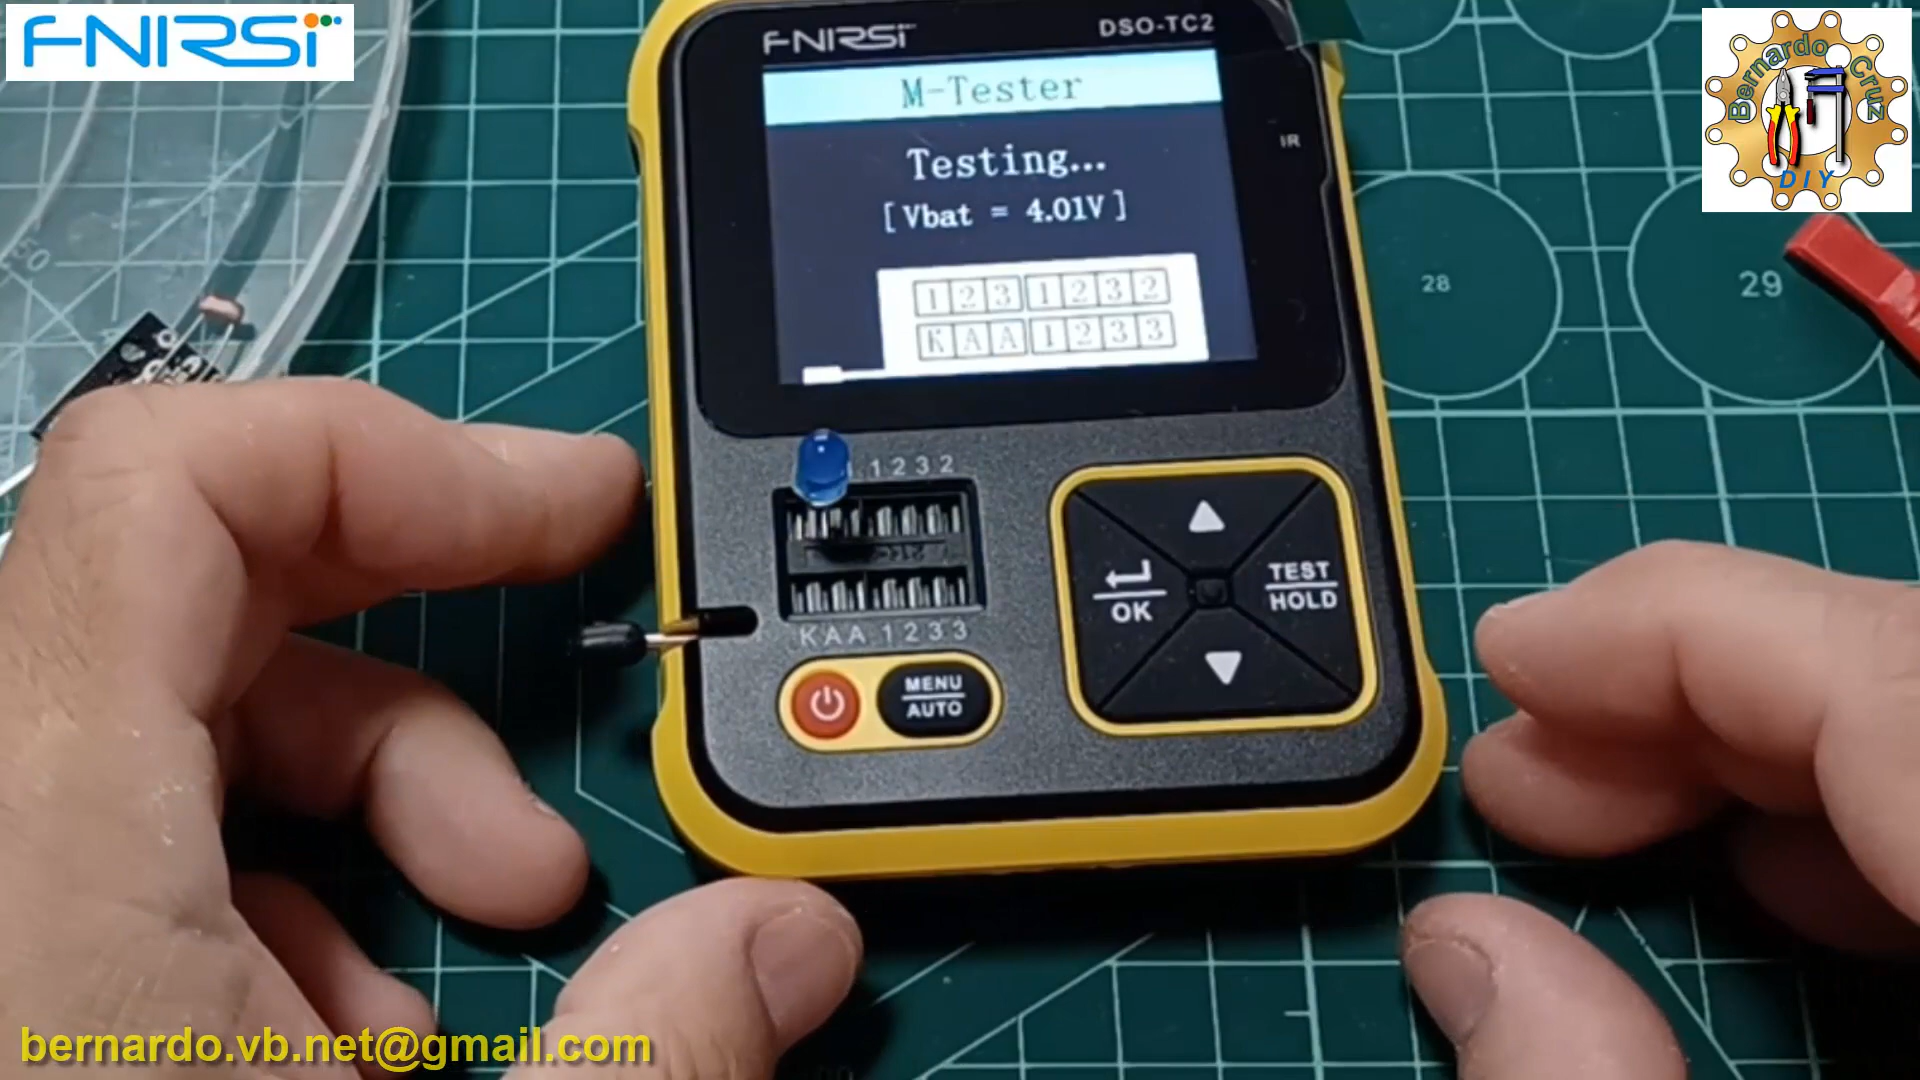 FNIRSI
Bernardo Cruz
DIY
FNIRSI
DSO-TC2
M-Tester
Testing...
[Vbat = 4.01V]
1 2 3 1 2 3 2
K A A 1 2 3 3
IR
28
29
50
1 2 3 2
K A A 1 2 3 3
OK
TEST
HOLD
MENU
AUTO
bernardo.vb.net@gmail.com